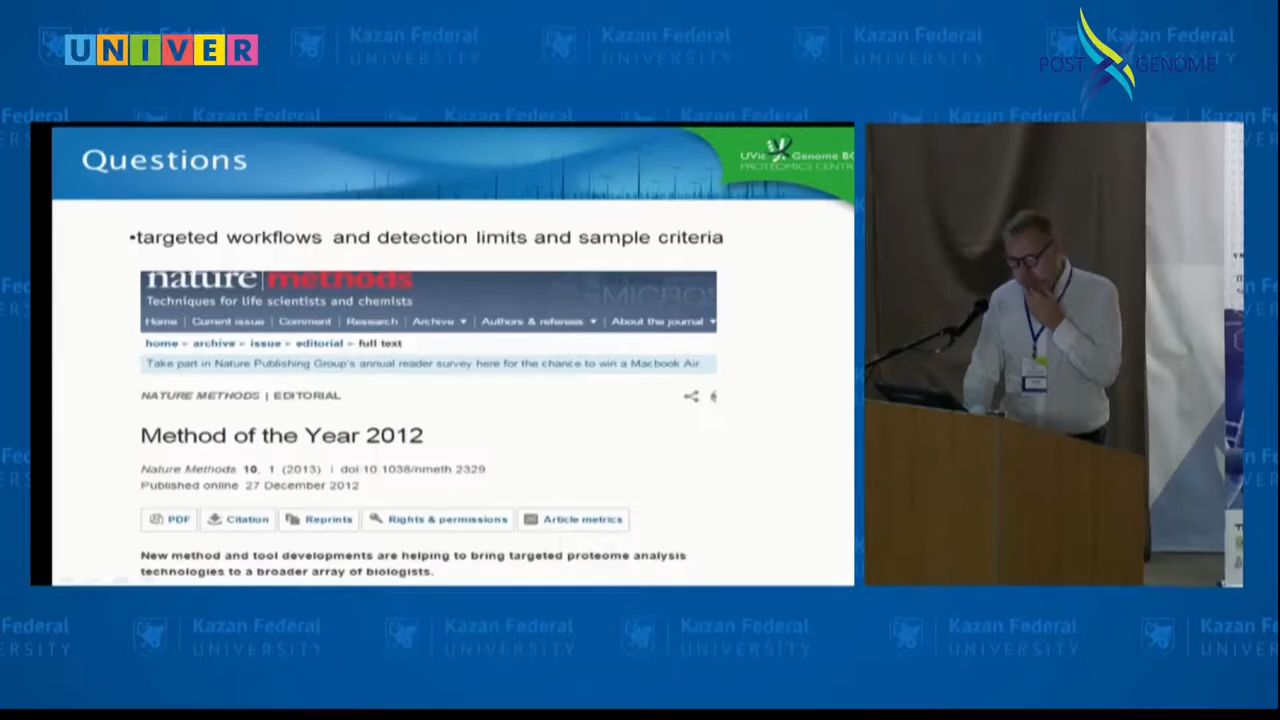 UNIVER
POST GENOME
Kazan Federal
UNIVERSITY
Questions
UVic Genome BC
PROTEOMICS CENTR
•targeted workflows and detection limits and sample criteria
nature|methods
Techniques for life scientists and chemists
Home | Current issue | Comment | Research | Archive ▼ | Authors & referees ▼ | About the journal ▼
home ▸ archive ▸ issue ▸ editorial ▸ full text
Take part in Nature Publishing Group's annual reader survey here for the chance to win a Macbook Air.
NATURE METHODS | EDITORIAL
Method of the Year 2012
Nature Methods 10, 1 (2013) | doi:10 1038/nmeth 2329
Published online 27 December 2012
PDF Citation Reprints Rights & permissions Article metrics
New method and tool developments are helping to bring targeted proteome analysis
technologies to a broader array of biologists.